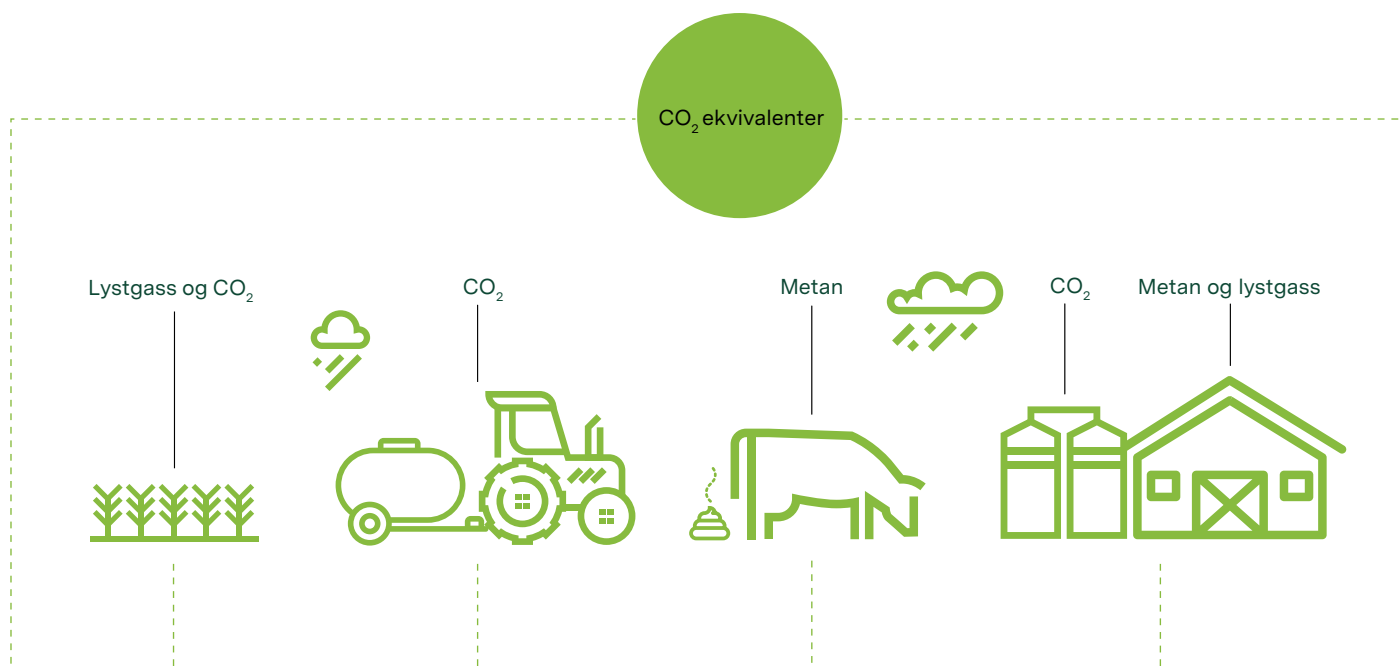 CO₂ ekvivalenter
Lystgass og CO₂
CO₂
Metan
CO₂
Metan og lystgass